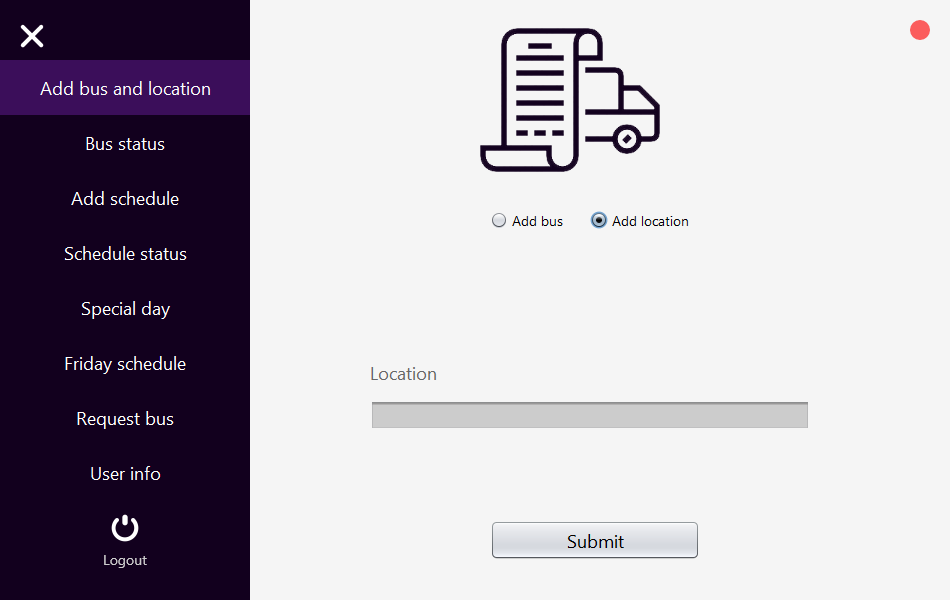 Add bus and location
Bus status
Add schedule
Schedule status
Special day
Friday schedule
Request bus
User info
Logout
Add bus
Add location
Location
Submit